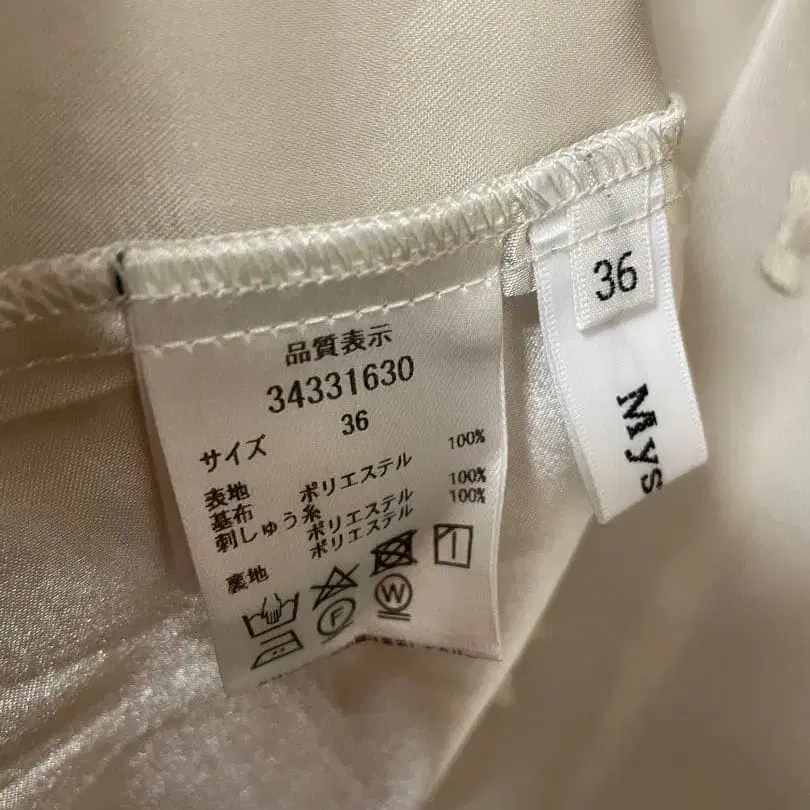 品質表示
34331630
サイズ 36
表地 ポリエステル 100%
基布 ポリエステル 100%
刺しゅう糸 ポリエステル 100%
裏地
F
W
36
Mys